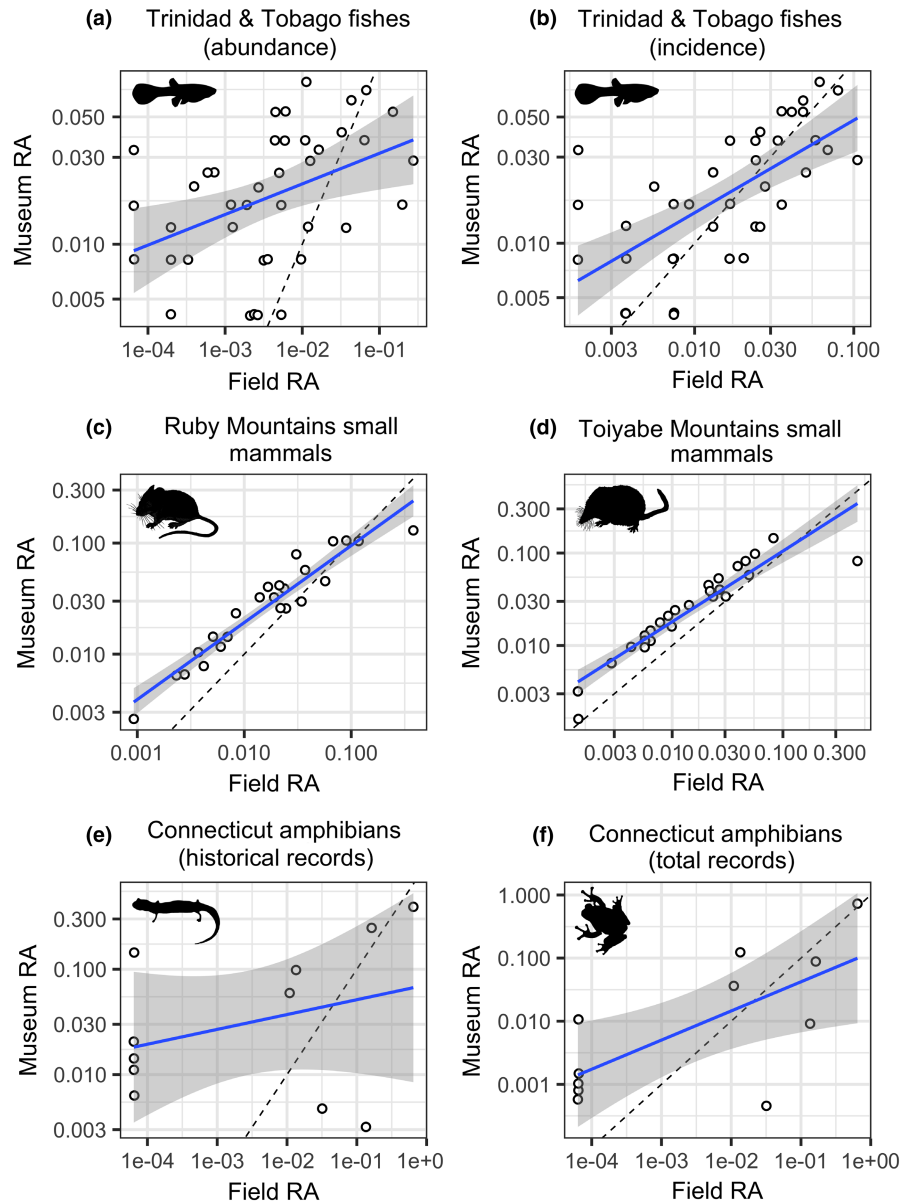 (a) Trinidad & Tobago fishes
(abundance)
0.050
0.030
0.010
0.005
Museum RA
1e-04 1e-03 1e-02 1e-01
Field RA
(b) Trinidad & Tobago fishes
(incidence)
0.050
0.030
0.010
0.005
Museum RA
0.003 0.010 0.030 0.100
Field RA
(c) Ruby Mountains small
mammals
0.300
0.100
0.030
0.010
0.003
Museum RA
0.001 0.010 0.100
Field RA
(d) Toiyabe Mountains small
mammals
0.300
0.100
0.030
0.010
0.003
Museum RA
0.003 0.010 0.030 0.100 0.300
Field RA
(e) Connecticut amphibians
(historical records)
0.300
0.100
0.030
0.010
0.003
Museum RA
1e-04 1e-03 1e-02 1e-01 1e+0
Field RA
(f) Connecticut amphibians
(total records)
1.000
0.100
0.010
0.001
Museum RA
1e-04 1e-03 1e-02 1e-01 1e+00
Field RA